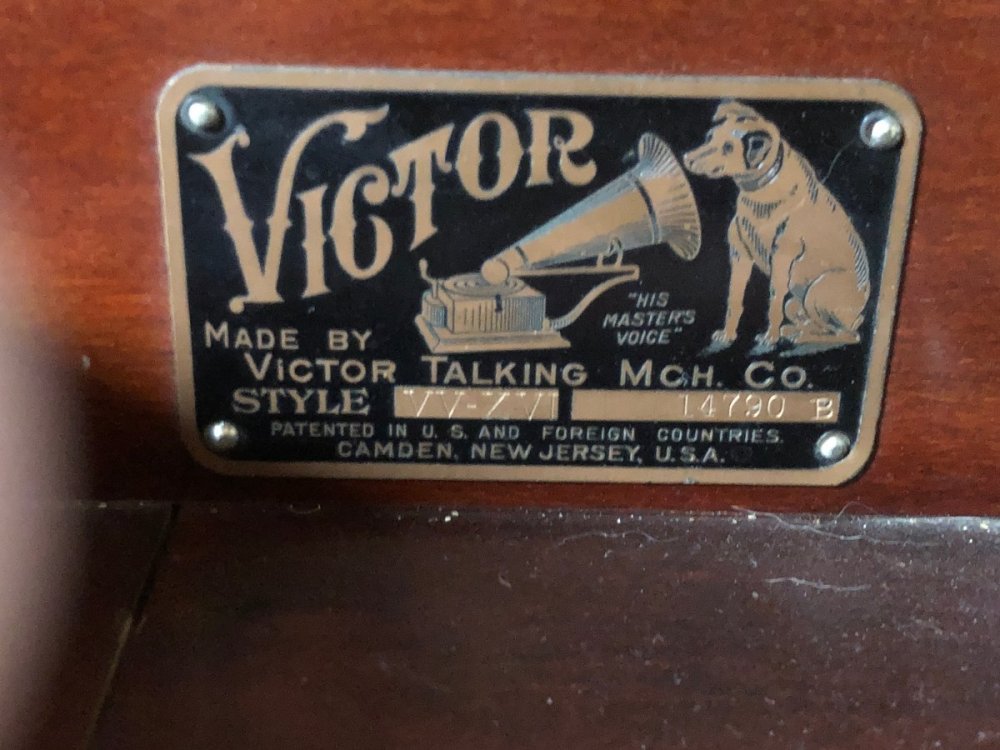 VICTOR
"HIS
MASTER'S
VOICE"
MADE BY
VICTOR TALKING MCH. CO.
STYLE VV-XVI 14790 B
PATENTED IN U. S. AND FOREIGN COUNTRIES.
CAMDEN, NEW JERSEY, U.S.A.